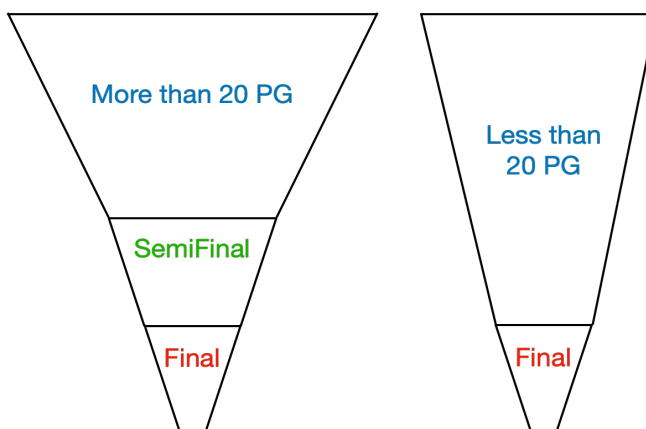 More than 20 PG
SemiFinal
Final
Less than
20 PG
Final